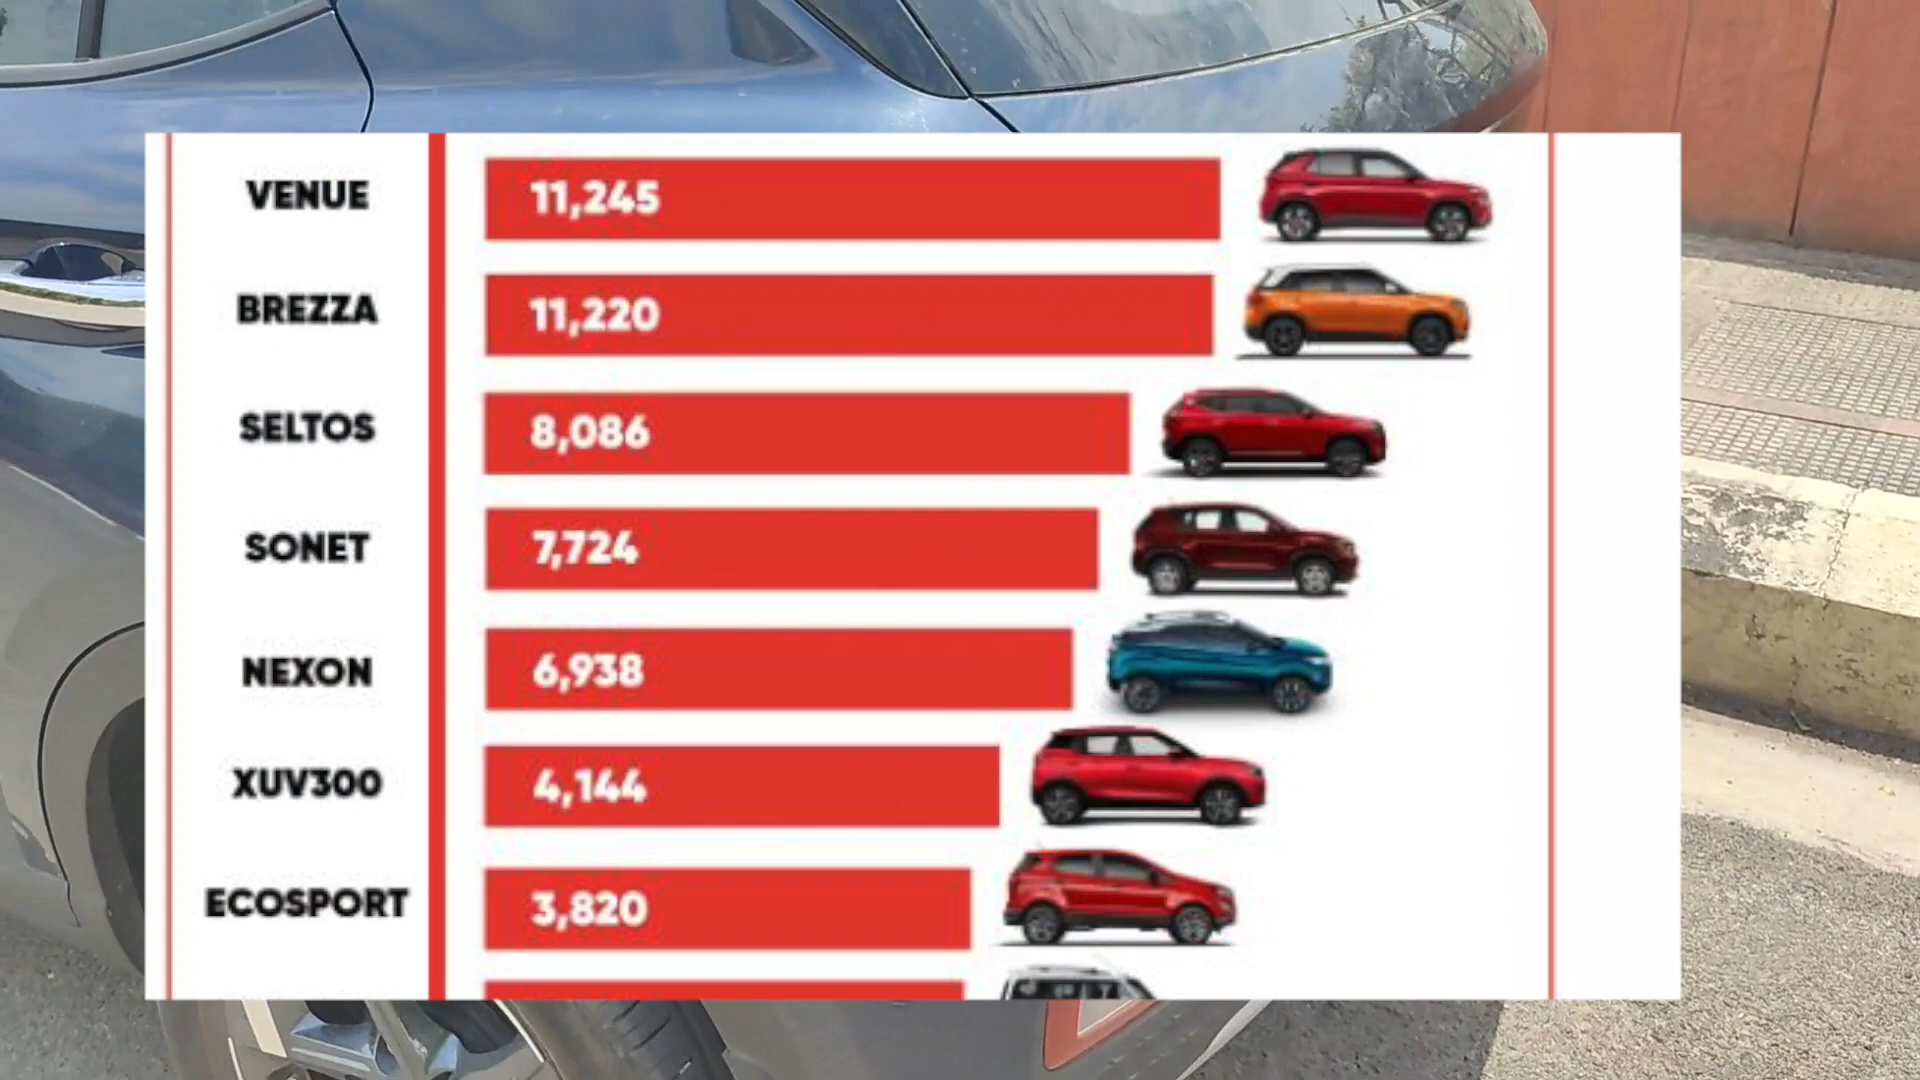 VENUE 11,245
BREZZA 11,220
SELTOS 8,086
SONET 7,724
NEXON 6,938
XUV300 4,144
ECOSPORT 3,820